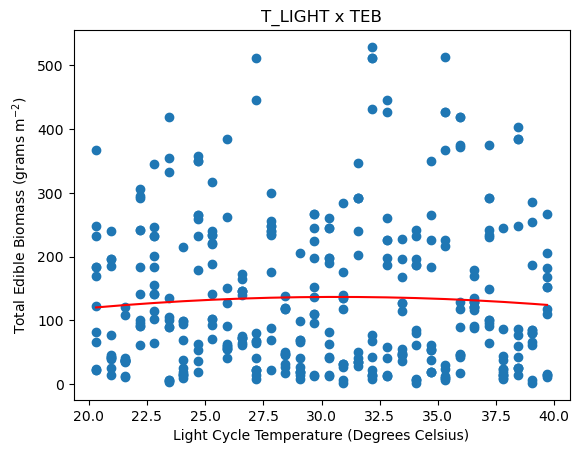 T_LIGHT x TEB
Total Edible Biomass (grams m⁻²)
500
400
300
200
100
0
20.0 22.5 25.0 27.5 30.0 32.5 35.0 37.5 40.0
Light Cycle Temperature (Degrees Celsius)